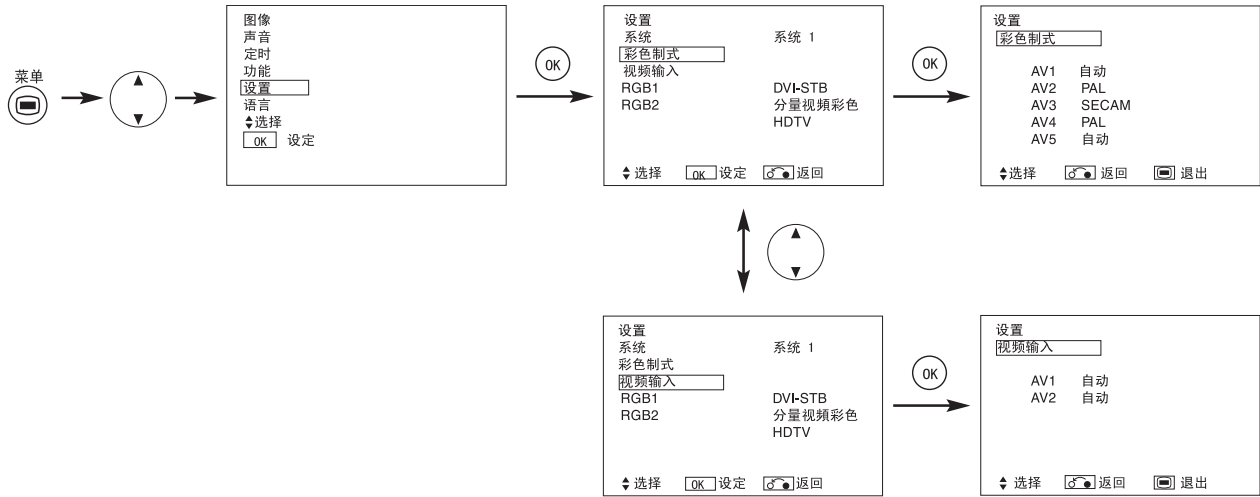 菜单
图像
声音
定时
功能
设置
语言
选择
OK 设定
OK
设置
系统 系统 1
彩色制式
视频输入
RGB1 DVI-STB
RGB2 分量视频彩色
HDTV
选择 OK 设定 返回
OK
设置
彩色制式
AV1 自动
AV2 PAL
AV3 SECAM
AV4 PAL
AV5 自动
选择 返回 退出
设置
系统 系统 1
彩色制式
视频输入
RGB1 DVI-STB
RGB2 分量视频彩色
HDTV
选择 OK 设定 返回
OK
设置
视频输入
AV1 自动
AV2 自动
选择 返回 退出